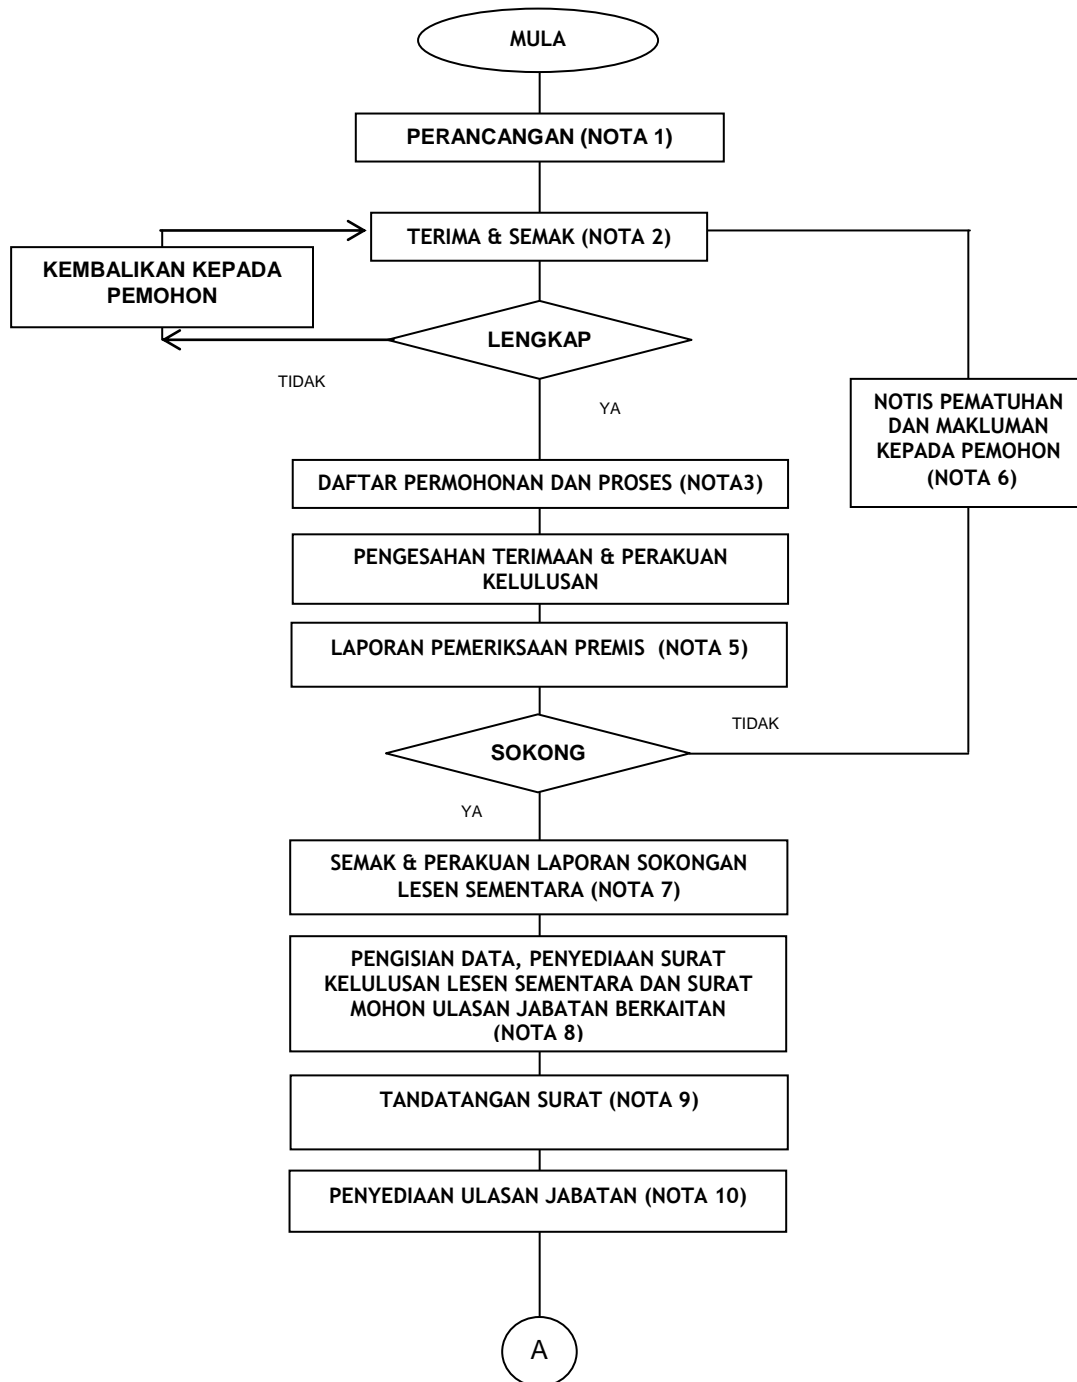 MULA
PERANCANGAN (NOTA 1)
TERIMA & SEMAK (NOTA 2)
KEMBALIKAN KEPADA
PEMOHON
LENGKAP
TIDAK
YA
NOTIS PEMATUHAN
DAN MAKLUMAN
KEPADA PEMOHON
(NOTA 6)
DAFTAR PERMOHONAN DAN PROSES (NOTA3)
PENGESAHAN TERIMAAN & PERAKUAN
KELULUSAN
LAPORAN PEMERIKSAAN PREMIS (NOTA 5)
SOKONG
TIDAK
YA
SEMAK & PERAKUAN LAPORAN SOKONGAN
LESEN SEMENTARA (NOTA 7)
PENGISIAN DATA, PENYEDIAAN SURAT
KELULUSAN LESEN SEMENTARA DAN SURAT
MOHON ULASAN JABATAN BERKAITAN
(NOTA 8)
TANDATANGAN SURAT (NOTA 9)
PENYEDIAAN ULASAN JABATAN (NOTA 10)
A